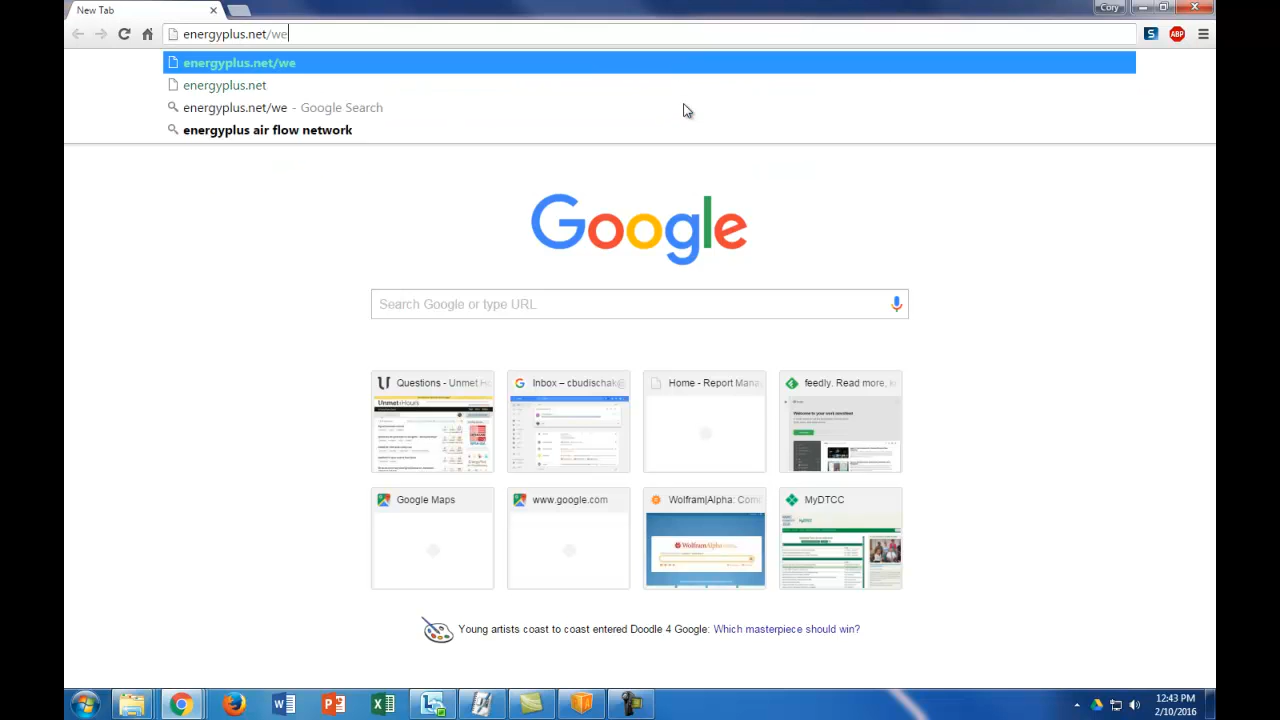 New Tab
Cory
energyplus.net/we
energyplus.net/we
energyplus.net
energyplus.net/we - Google Search
energyplus air flow network
Google
Search Google or type URL
Questions - Unmet H
Inbox – cbudischak@
Home - Report Mana
feedly. Read more, k
Unmet Hours
Google Maps
www.google.com
Wolfram|Alpha: Com
MyDTCC
WolframAlpha
Young artists coast to coast entered Doodle 4 Google: Which masterpiece should win?
12:43 PM
2/10/2016